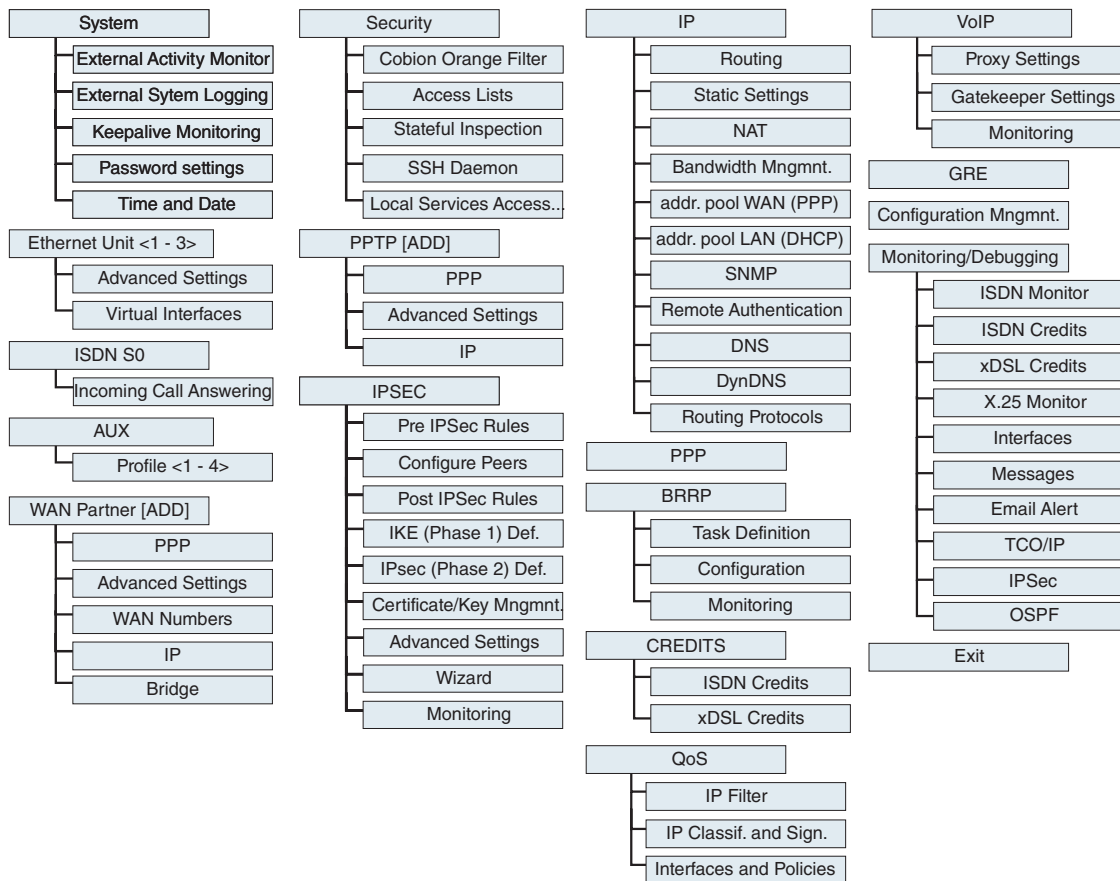 System
External Activity Monitor
External Sytem Logging
Keepalive Monitoring
Password settings
Time and Date
Ethernet Unit <1 - 3>
Advanced Settings
Virtual Interfaces
ISDN S0
Incoming Call Answering
AUX
Profile <1 - 4>
WAN Partner [ADD]
PPP
Advanced Settings
WAN Numbers
IP
Bridge
Security
Cobion Orange Filter
Access Lists
Stateful Inspection
SSH Daemon
Local Services Access...
PPTP [ADD]
PPP
Advanced Settings
IP
IPSEC
Pre IPSec Rules
Configure Peers
Post IPSec Rules
IKE (Phase 1) Def.
IPsec (Phase 2) Def.
Certificate/Key Mngmnt.
Advanced Settings
Wizard
Monitoring
IP
Routing
Static Settings
NAT
Bandwidth Mngmnt.
addr. pool WAN (PPP)
addr. pool LAN (DHCP)
SNMP
Remote Authentication
DNS
DynDNS
Routing Protocols
PPP
BRRP
Task Definition
Configuration
Monitoring
CREDITS
ISDN Credits
xDSL Credits
QoS
IP Filter
IP Classif. and Sign.
Interfaces and Policies
VoIP
Proxy Settings
Gatekeeper Settings
Monitoring
GRE
Configuration Mngmnt.
Monitoring/Debugging
ISDN Monitor
ISDN Credits
xDSL Credits
X.25 Monitor
Interfaces
Messages
Email Alert
TCO/IP
IPSec
OSPF
Exit